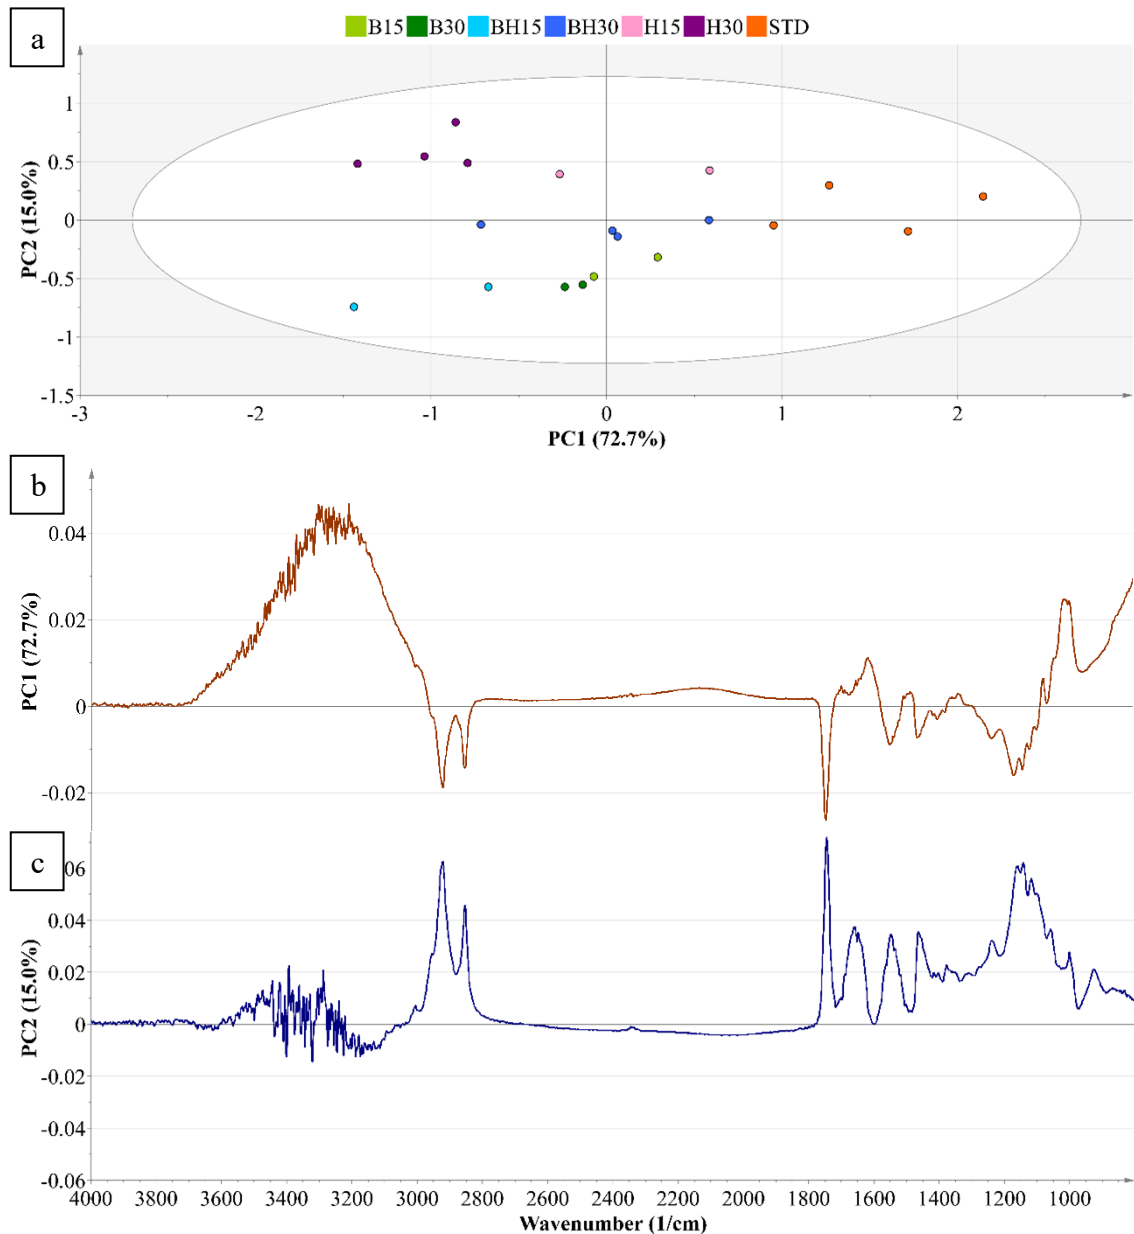 a
B15 B30 BH15 BH30 H15 H30 STD
PC2 (15.0%)
1
0.5
0
-0.5
-1
-1.5
-3 -2 -1 0 1 2
PC1 (72.7%)
b
PC1 (72.7%)
0.04
0.02
0
-0.02
c
PC2 (15.0%)
06
0.04
0.02
0
-0.02
-0.04
-0.06
4000 3800 3600 3400 3200 3000 2800 2600 2400 2200 2000 1800 1600 1400 1200 1000
Wavenumber (1/cm)